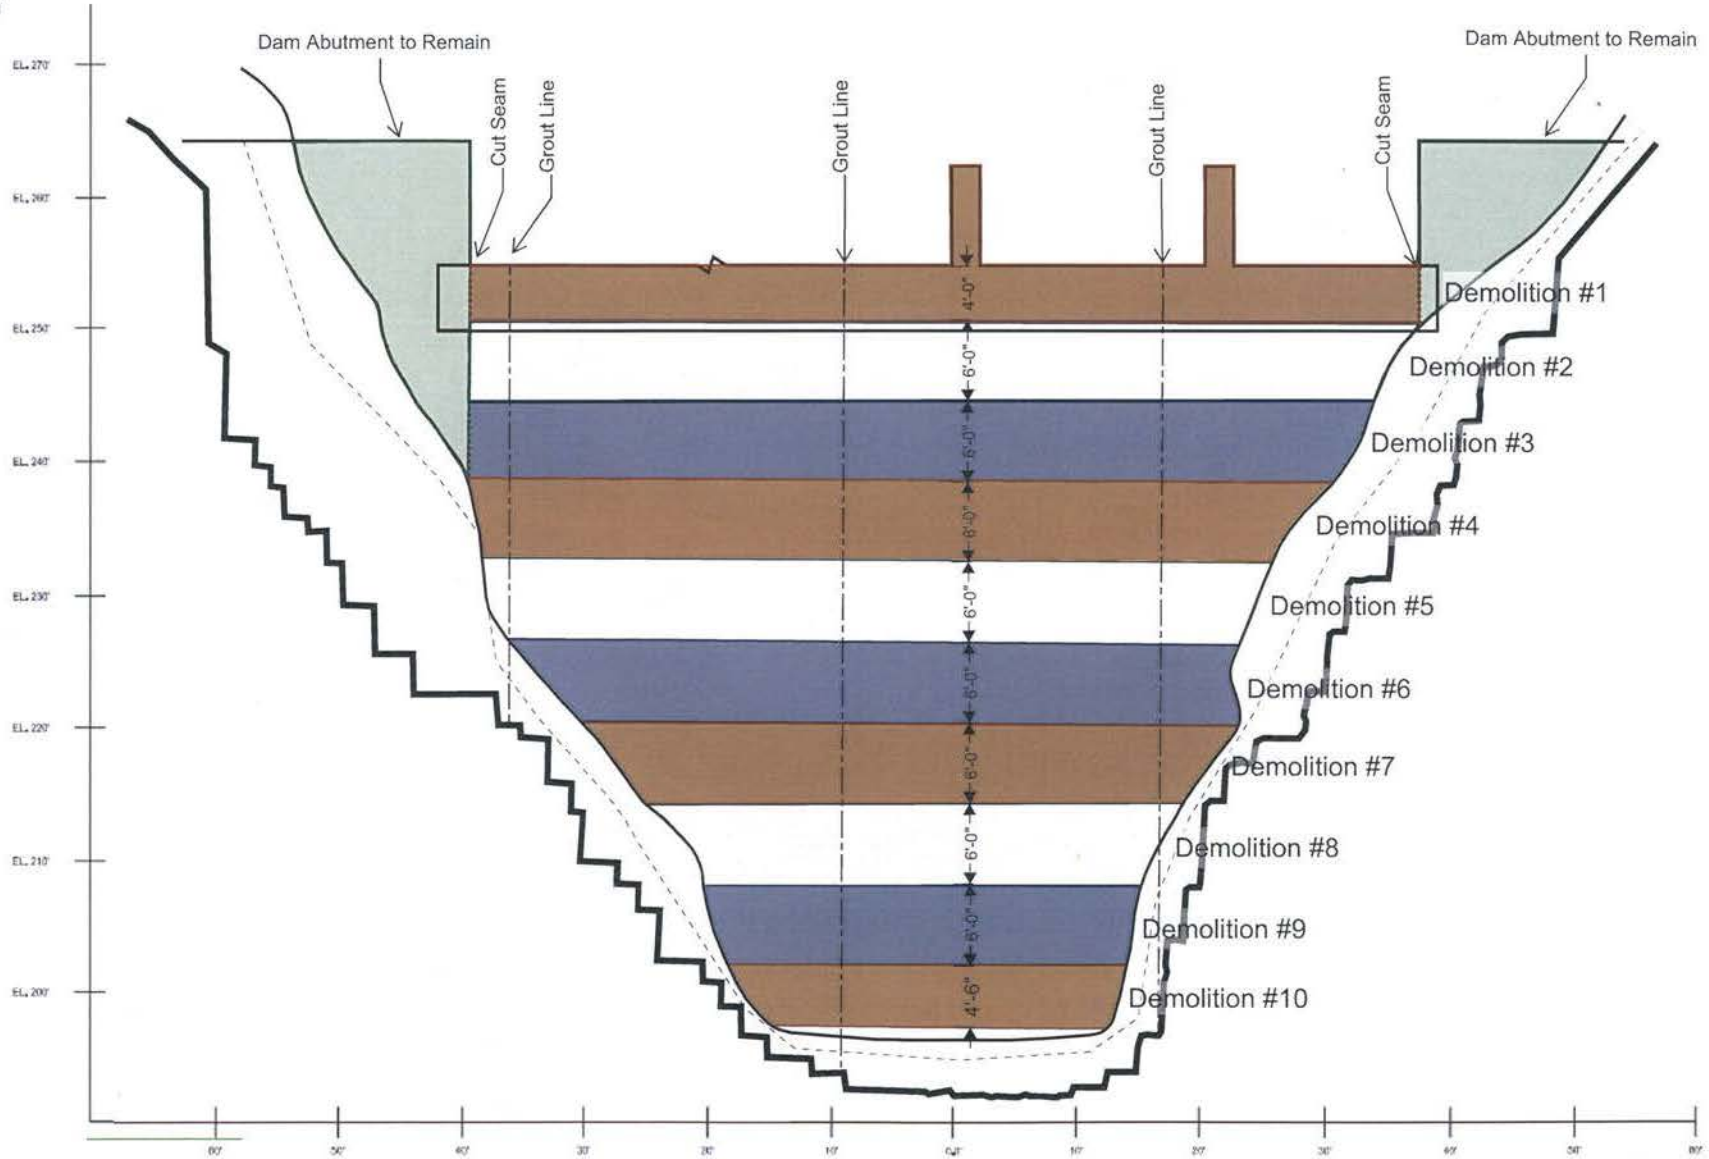 Dam Abutment to Remain
Dam Abutment to Remain
Cut Seam
Grout Line
Grout Line
Grout Line
Cut Seam
EL. 270'
EL. 260'
EL. 250'
EL. 240'
EL. 230'
EL. 220'
EL. 210'
EL. 200'
4'-0"
6'-0"
6'-0"
6'-0"
6'-0"
6'-0"
6'-0"
6'-0"
6'-0"
4'-6"
Demolition #1
Demolition #2
Demolition #3
Demolition #4
Demolition #5
Demolition #6
Demolition #7
Demolition #8
Demolition #9
Demolition #10
60' 50' 40' 30' 20' 10' 10' 20' 30' 40' 50' 60'